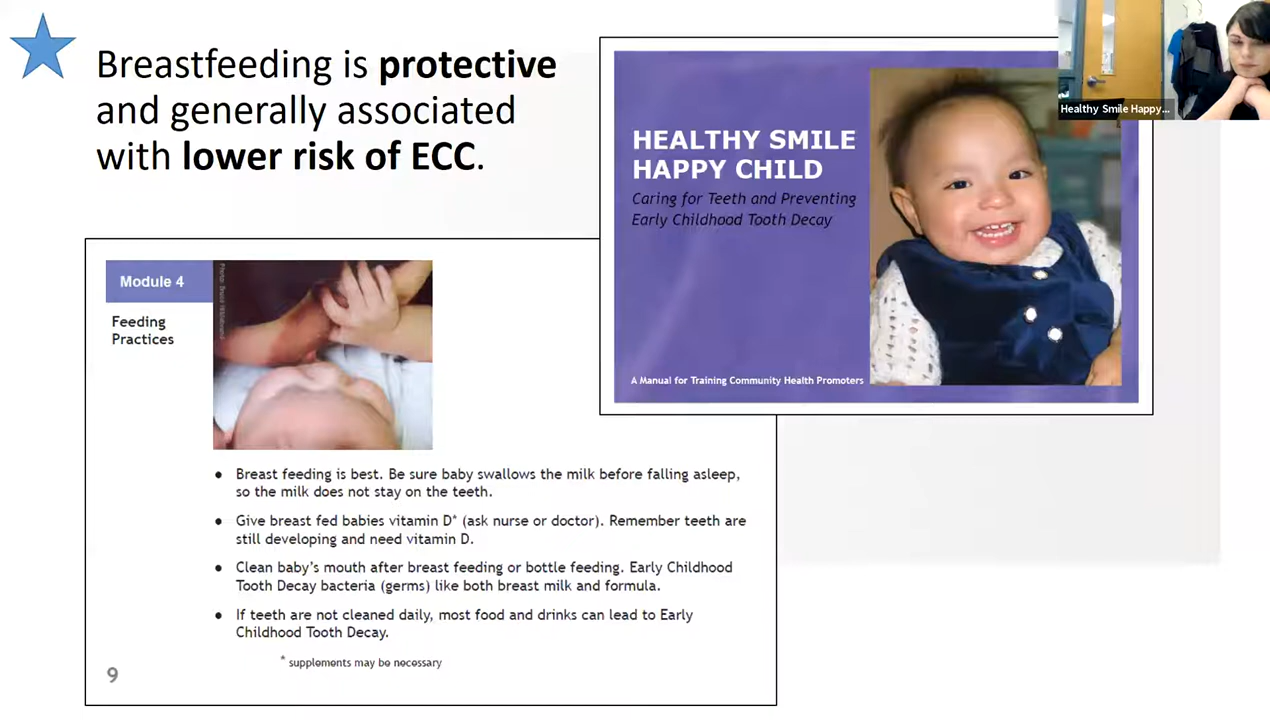 Breastfeeding is protective
and generally associated
with lower risk of ECC.
HEALTHY SMILE
HAPPY CHILD
Caring for Teeth and Preventing
Early Childhood Tooth Decay
A Manual for Training Community Health Promoters
Healthy Smile Happy...
Module 4
Feeding
Practices
● Breast feeding is best. Be sure baby swallows the milk before falling asleep,
so the milk does not stay on the teeth.
● Give breast fed babies vitamin D* (ask nurse or doctor). Remember teeth are
still developing and need vitamin D.
● Clean baby's mouth after breast feeding or bottle feeding. Early Childhood
Tooth Decay bacteria (germs) like both breast milk and formula.
● If teeth are not cleaned daily, most food and drinks can lead to Early
Childhood Tooth Decay.
* supplements may be necessary
9